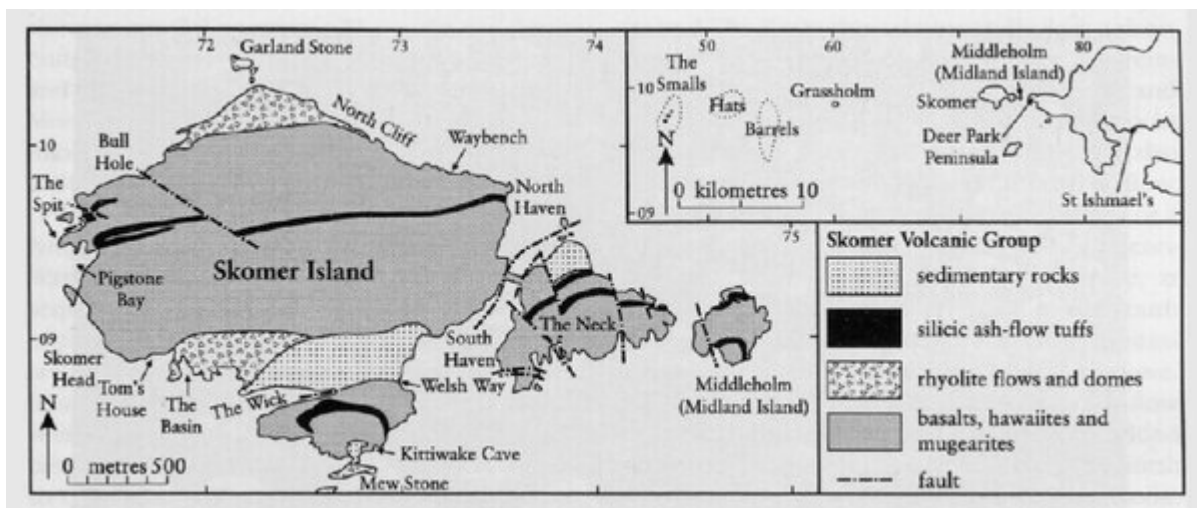 72
73
74
50
60
80
Garland Stone
North Cliff
Waybench
Bull
Hole
10
The
Spit
North
Haven
Pigstone
Bay
Skomer Island
09
Skomer
Head
Tom's
House
The
Basin
The Wick
South
Haven
The Neck
Welsh Way
Kittiwake Cave
Mew Stone
Middleholm
(Midland Island)
N
0 metres 500
The
Smalls
Flats
Barrels
Grassholm
Middleholm
(Midland Island)
Skomer
Deer Park
Peninsula
St Ishmael's
10
09
N
0 kilometres 10
75
Skomer Volcanic Group
sedimentary rocks
silicic ash-flow tuffs
rhyolite flows and domes
basalts, hawaiites and
mugearites
fault